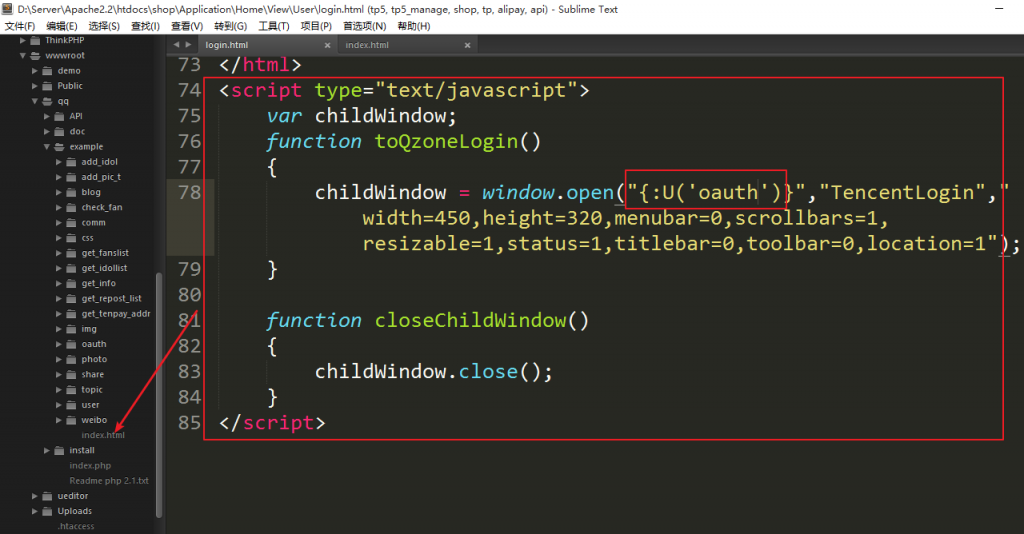 D:\Server\Apache2.2\htdocs\shop\Application\Home\View\User\login.html (tp5, tp5_manage, shop, tp, alipay, api) - Sublime Text
文件(F) 编辑(E) 选择(S) 查找(I) 查看(V) 转到(G) 工具(T) 项目(P) 首选项(N) 帮助(H)
ThinkPHP
wwwroot
demo
Public
qq
API
doc
example
add_idol
add_pic_t
blog
check_fan
comm
css
get_fanslist
get_idollist
get_info
get_repost_list
get_tenpay_addr
img
oauth
photo
share
topic
user
weibo
index.html
install
index.php
Readme php 2.1.txt
ueditor
Uploads
.htaccess
login.html × index.html ×
73 </html>
74 <script type="text/javascript">
75 var childWindow;
76 function toQzoneLogin()
77 {
78 childWindow = window.open("{:U('oauth')}","TencentLogin","
width=450,height=320,menubar=0,scrollbars=1,
resizable=1,status=1,titlebar=0,toolbar=0,location=1");
79 }
80
81 function closeChildWindow()
82 {
83 childWindow.close();
84 }
85 </script>